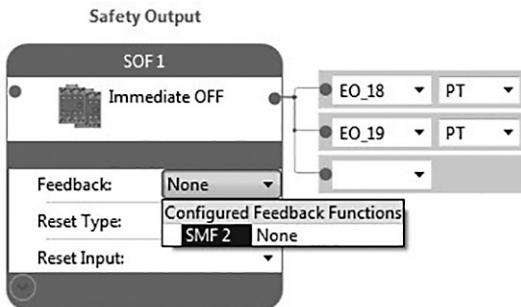 Safety Output
SOF 1
Immediate OFF
EO_18 PT
EO_19 PT
Feedback: None
Configured Feedback Functions
SMF 2 None
Reset Type:
Reset Input: